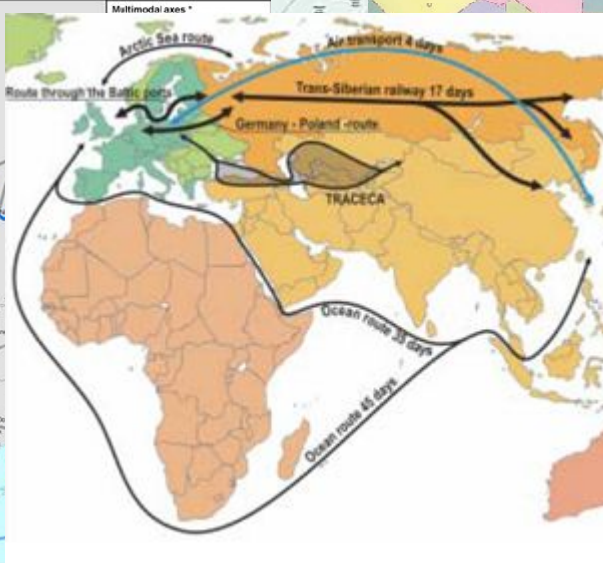 Multimodal axes *
Arctic Sea route
Air transport 4 days
Route through the Baltic ports
Trans-Siberian railway 17 days
Germany - Poland -route
TRACECA
Ocean route 35 days
Ocean route 45 days